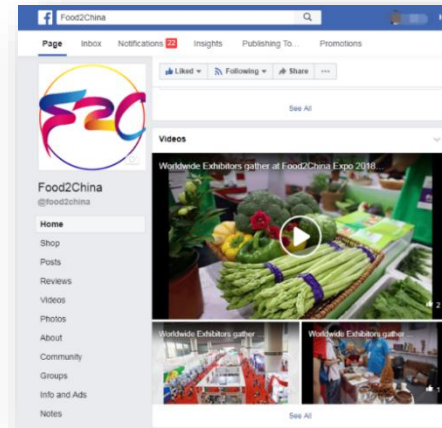 Food2China
Page Inbox Notifications 22 Insights Publishing To... Promotions
Liked Following Share ...
See All
F2C
Food2China
@food2china
Home
Shop
Posts
Reviews
Videos
Photos
About
Community
Groups
Info and Ads
Notes
Videos
Worldwide Exhibitors gather at Food2China Expo 2018...
2
Worldwide Exhibitors gather
Worldwide Exhibitors gather
1
See All